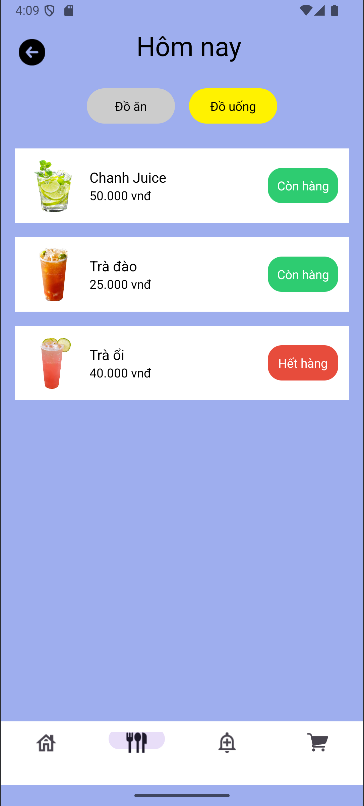 4:09
Hôm nay
Đồ ăn
Đồ uống
Chanh Juice
50.000 vnđ
Còn hàng
Trà đào
25.000 vnđ
Còn hàng
Trà ổi
40.000 vnđ
Hết hàng